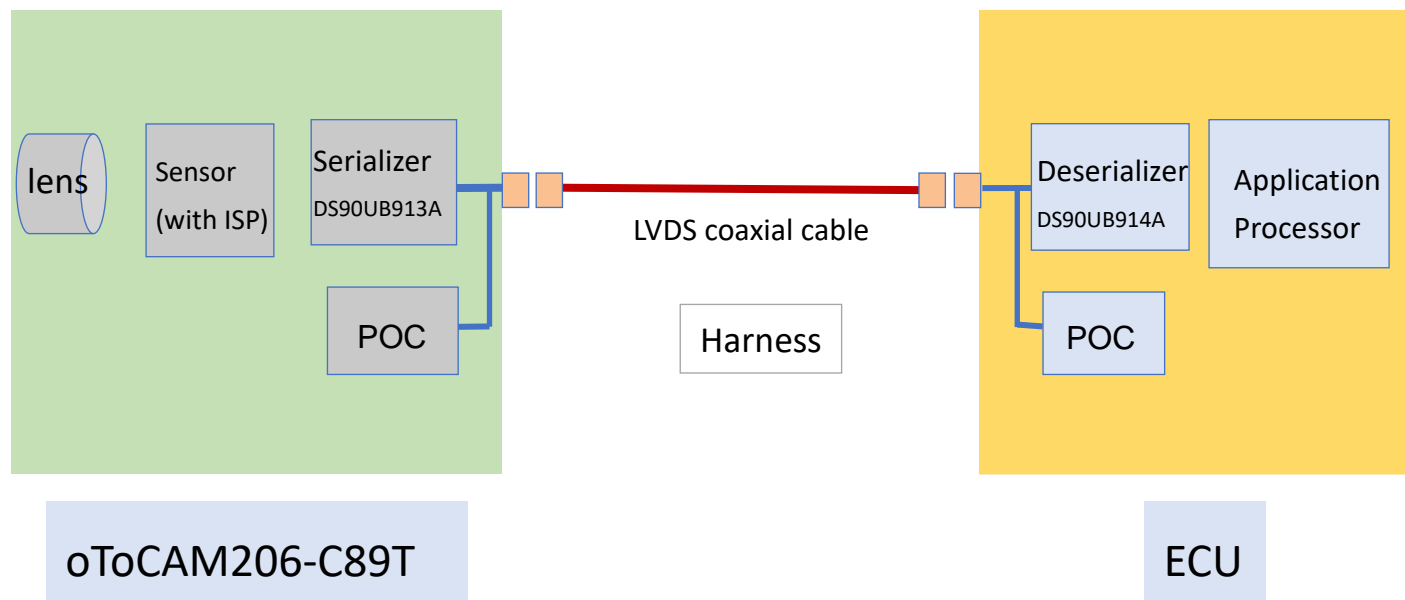 lens
Sensor
(with ISP)
Serializer
DS90UB913A
POC
LVDS coaxial cable
Harness
Deserializer
DS90UB914A
Application
Processor
POC
oToCAM206-C89T
ECU